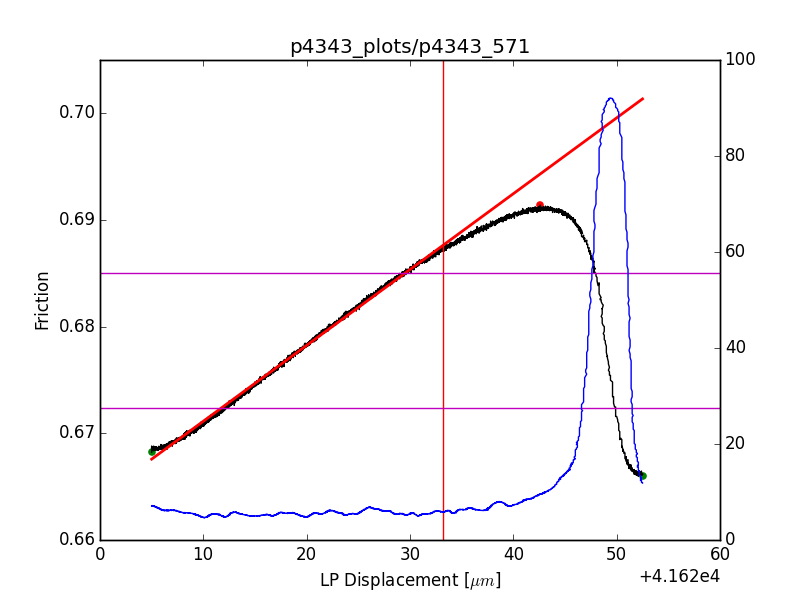 p4343_plots/p4343_571
0.70
0.69
0.68
0.67
0.66
Friction
100
80
60
40
20
0
0 10 20 30 40 50 60
LP Displacement [μm]
+4.162e4